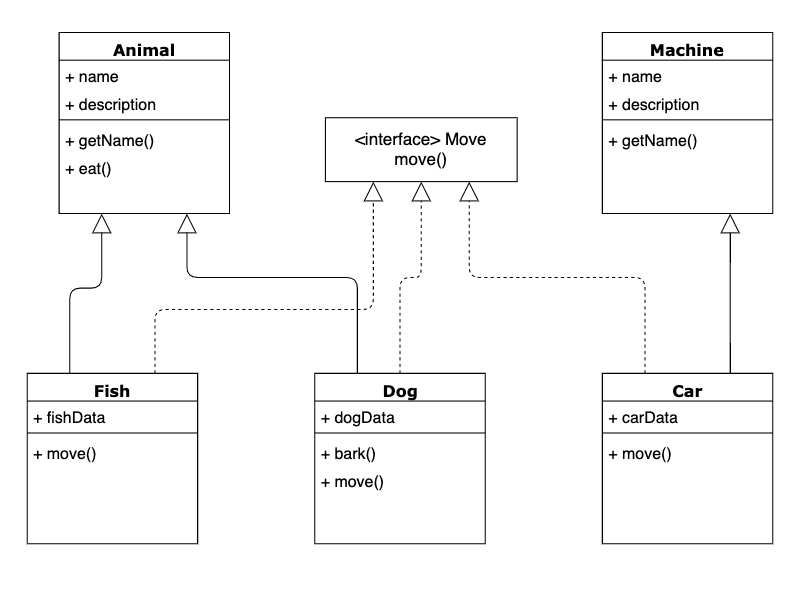 Animal
+ name
+ description
+ getName()
+ eat()
<interface> Move
move()
Machine
+ name
+ description
+ getName()
Fish
+ fishData
+ move()
Dog
+ dogData
+ bark()
+ move()
Car
+ carData
+ move()